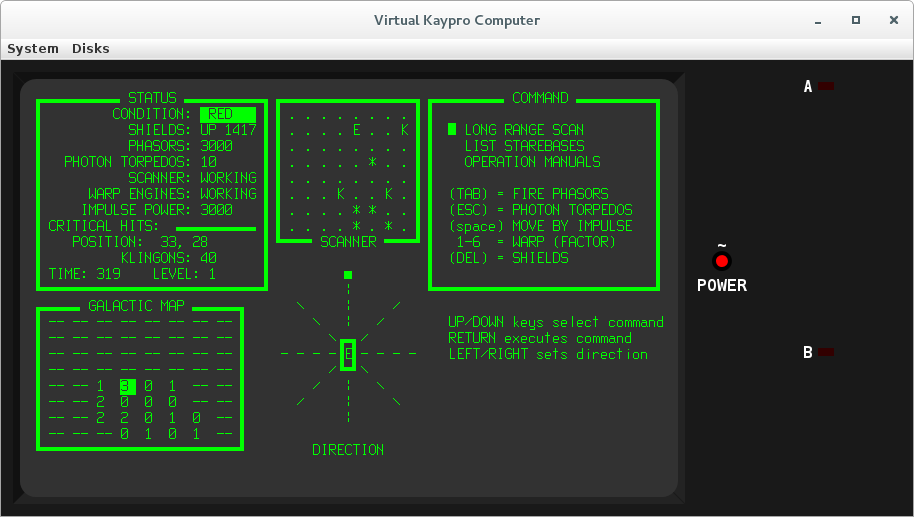 Virtual Kaypro Computer
System Disks
STATUS
CONDITION: RED
SHIELDS: UP 1417
PHASORS: 3000
PHOTON TORPEDOS: 10
SCANNER: WORKING
WARP ENGINES: WORKING
IMPULSE POWER: 3000
CRITICAL HITS:
POSITION: 33, 28
KLINGONS: 40
TIME: 319 LEVEL: 1
. . . . . . . .
. . . . E . . K
. . . . . . . .
. . . . . * . .
. . . . . . . .
. . . K . . K .
. . . . * * . .
. . . . * . * .
SCANNER
COMMAND
LONG RANGE SCAN
LIST STAREBASES
OPERATION MANUALS
(TAB) = FIRE PHASORS
(ESC) = PHOTON TORPEDOS
(space) MOVE BY IMPULSE
1-6 = WARP (FACTOR)
(DEL) = SHIELDS
GALACTIC MAP
-- -- -- -- -- -- -- --
-- -- -- -- -- -- -- --
-- -- -- -- -- -- -- --
-- -- -- -- -- -- -- --
-- -- 1 3 0 1 -- --
-- -- 2 0 0 0 -- --
-- -- 2 2 0 1 0 --
-- -- -- 0 1 0 1 --
E
DIRECTION
UP/DOWN keys select command
RETURN executes command
LEFT/RIGHT sets direction
A
~
POWER
B